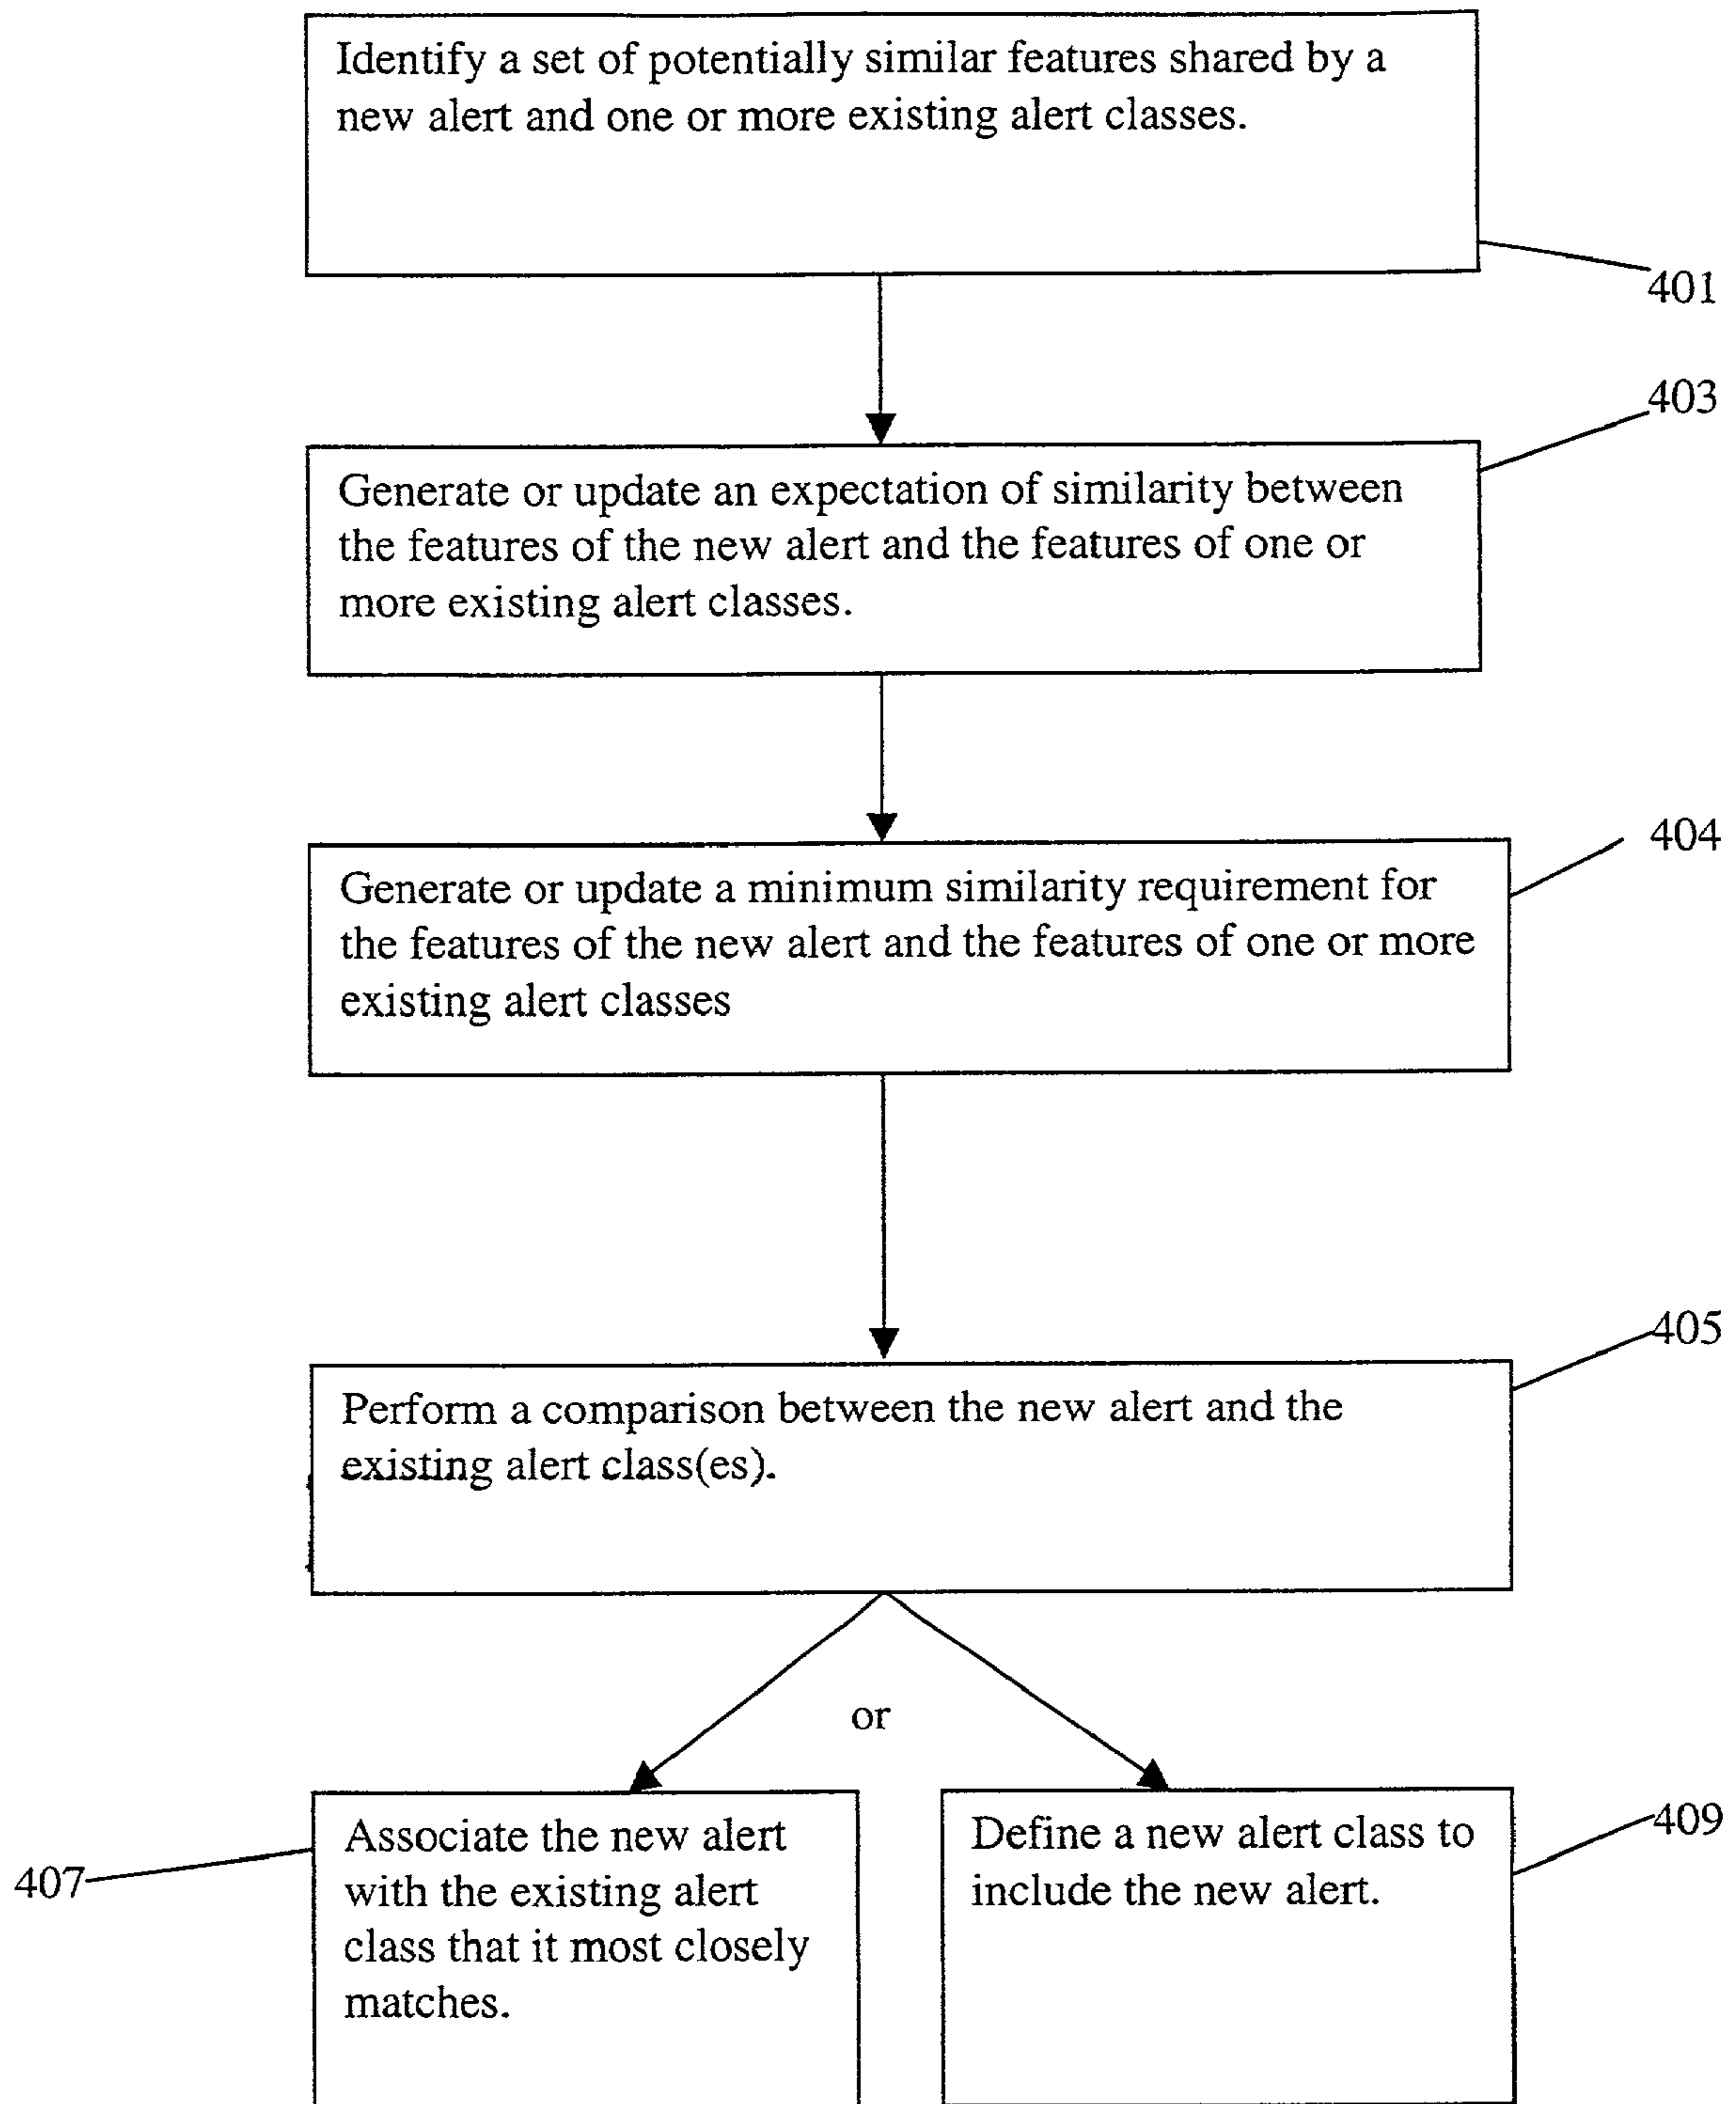 Identify a set of potentially similar features shared by a
new alert and one or more existing alert classes.
401
403
Generate or update an expectation of similarity between
the features of the new alert and the features of one or
more existing alert classes.
404
Generate or update a minimum similarity requirement for
the features of the new alert and the features of one or more
existing alert classes
405
Perform a comparison between the new alert and the
existing alert class(es).
or
407
Associate the new alert
with the existing alert
class that it most closely
matches.
409
Define a new alert class to
include the new alert.